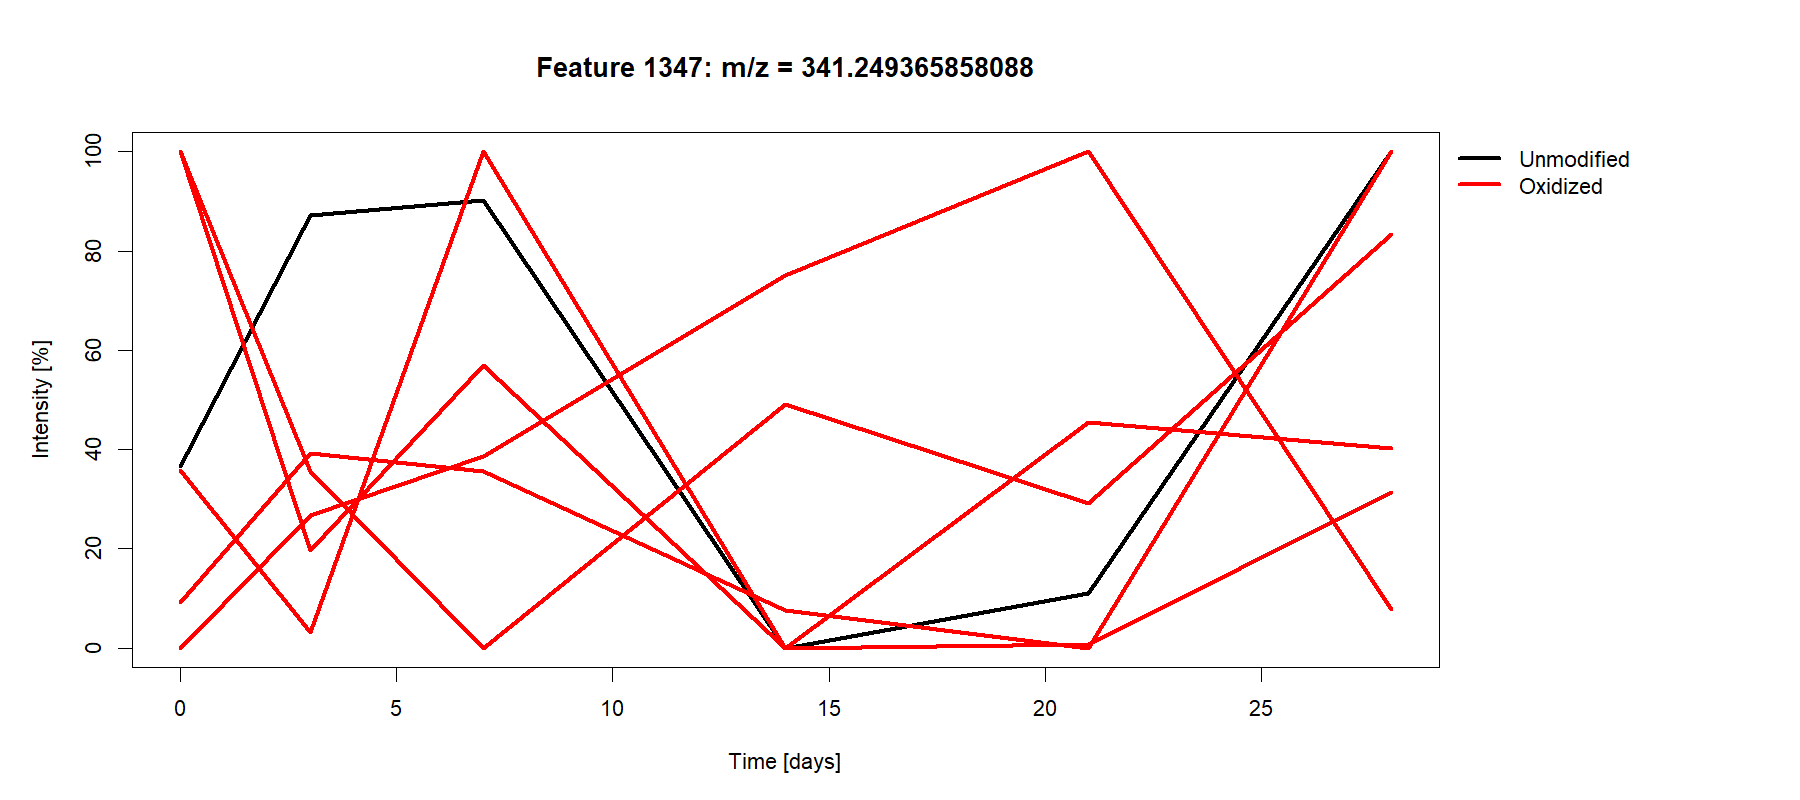 Feature 1347: m/z = 341.249365858088
Unmodified
Oxidized
Intensity [%]
100
80
60
40
20
0
0 5 10 15 20 25
Time [days]